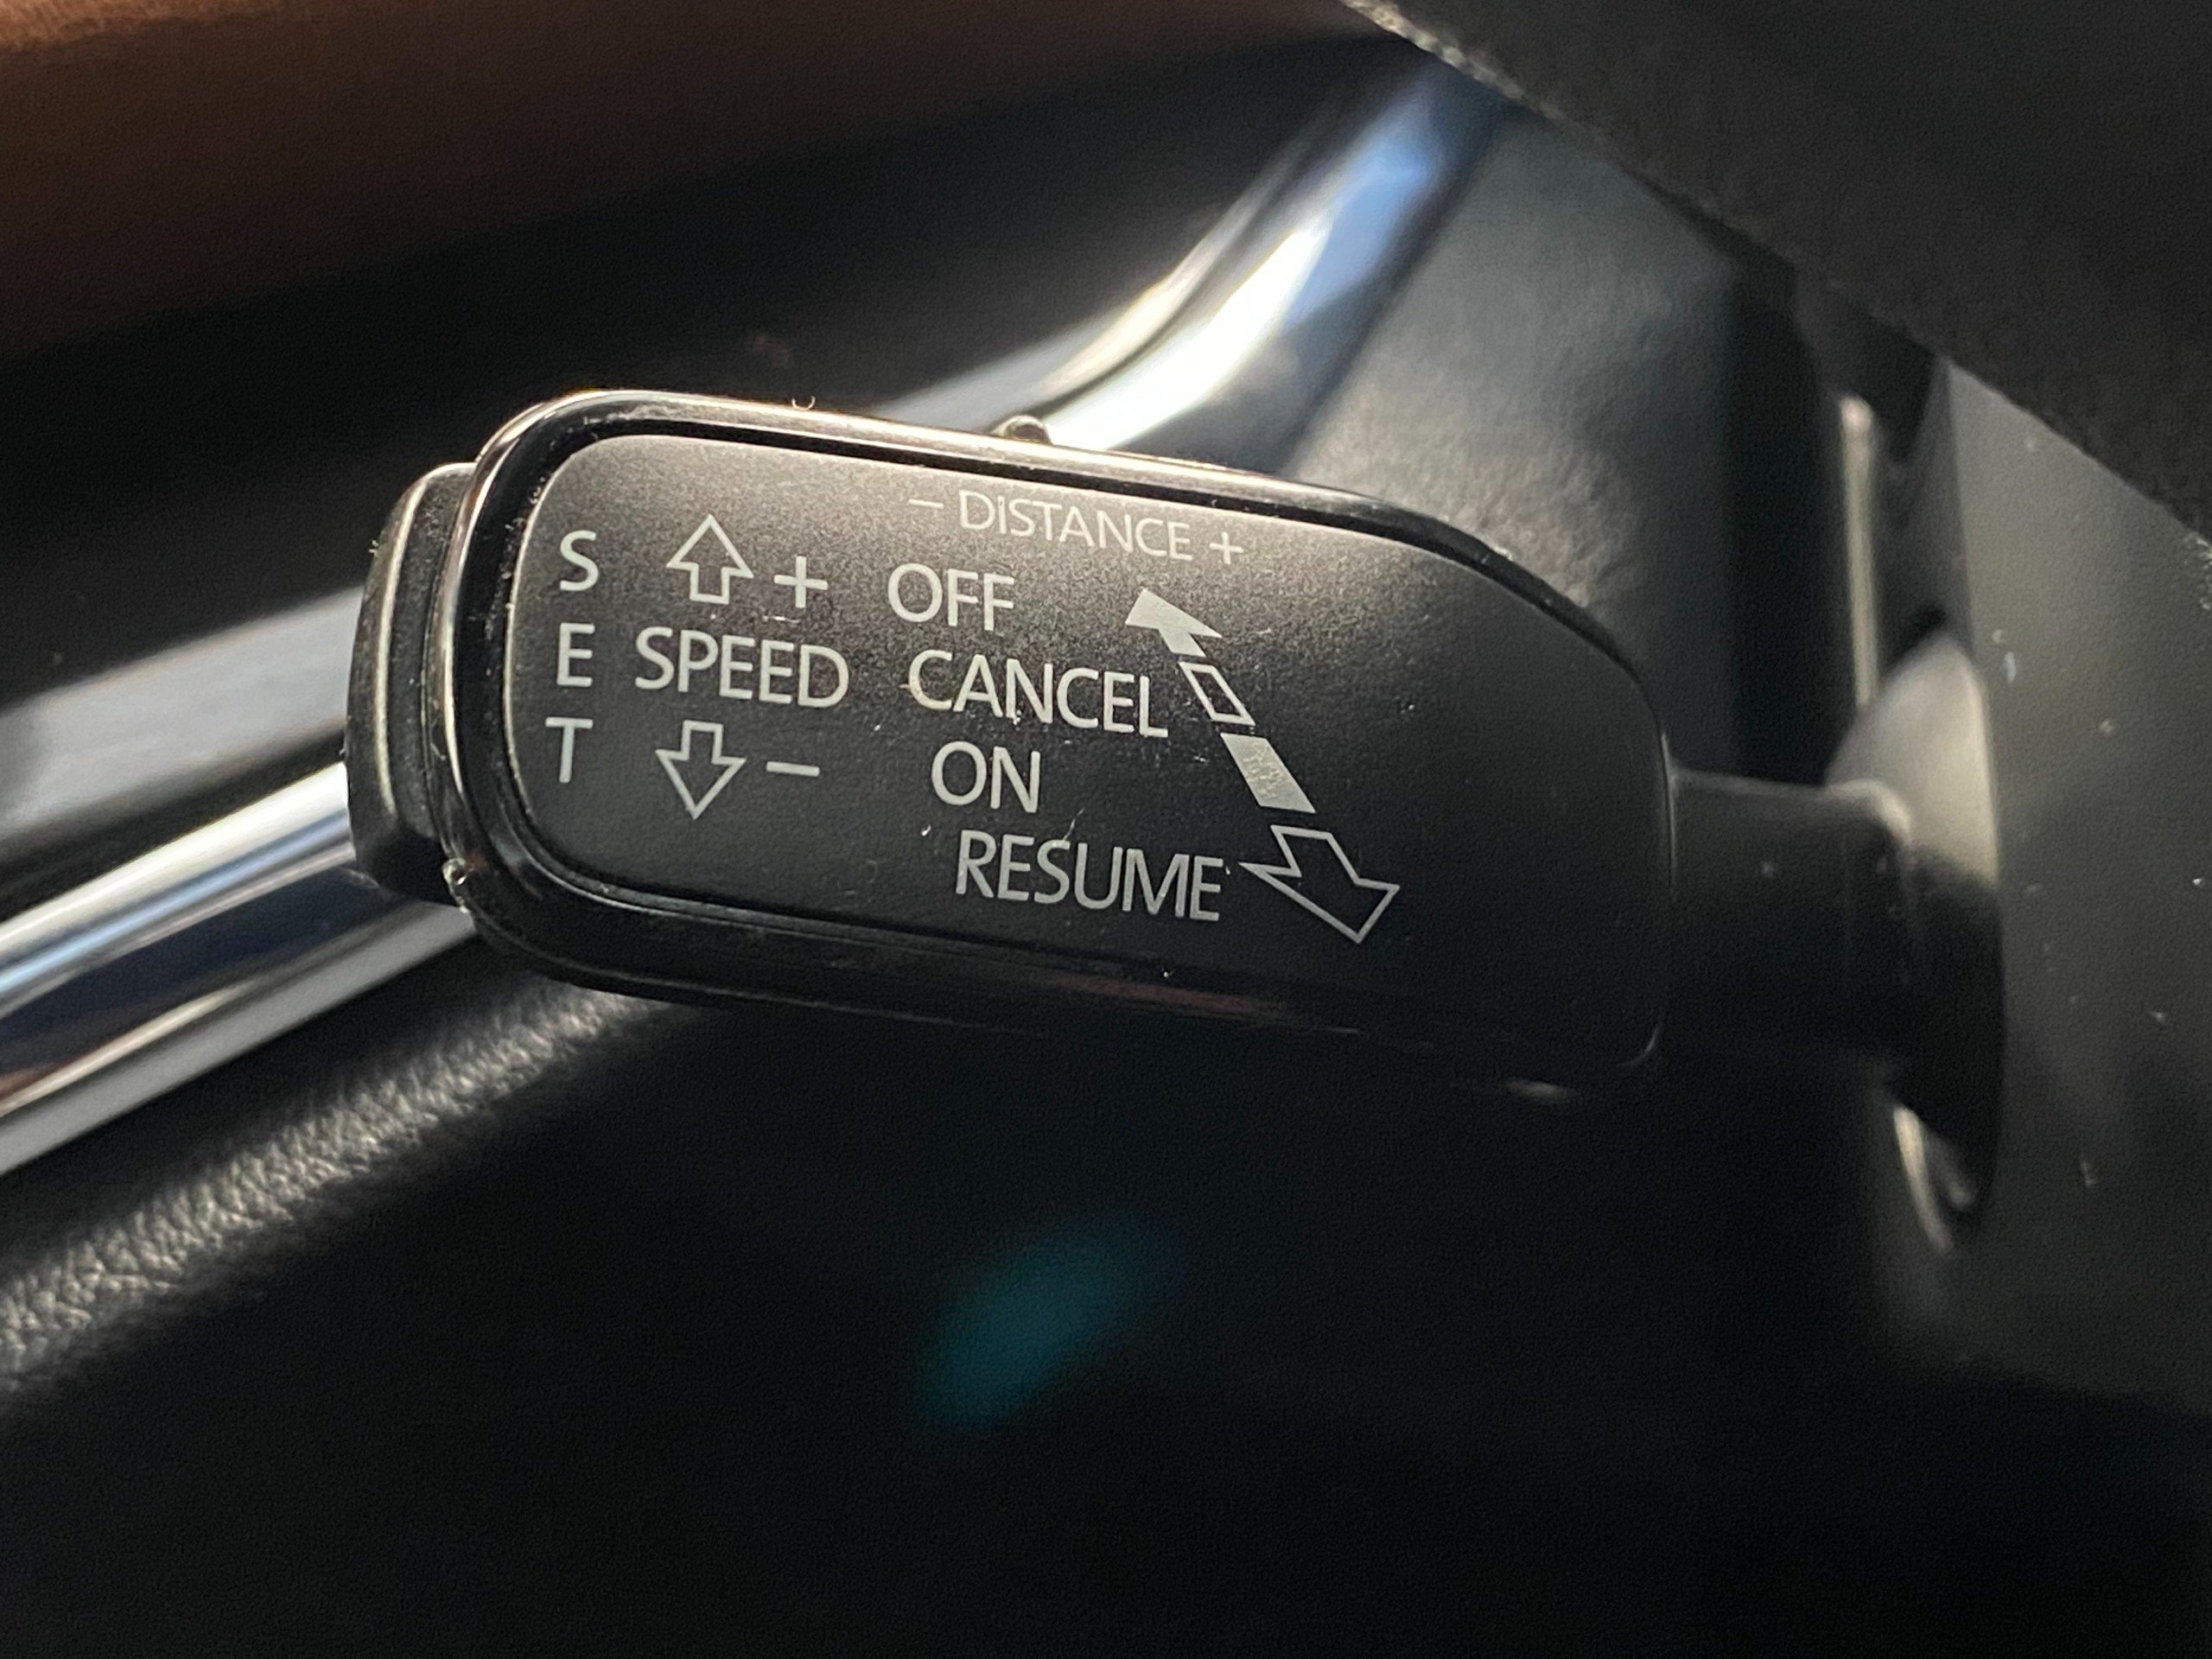 − DISTANCE +
S
E
T
+
SPEED
−
OFF
CANCEL
ON
RESUME